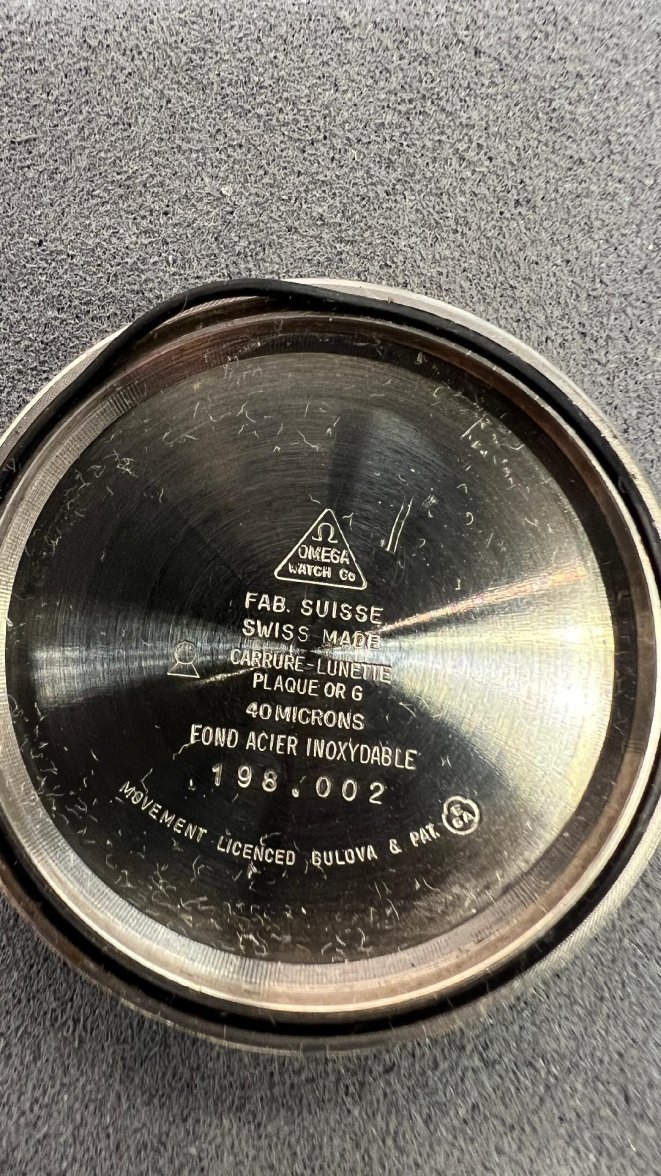 Ω
OMEGA
WATCH Co
FAB. SUISSE
SWISS MADE
CARRURE-LUNETTE
PLAQUE OR G
40 MICRONS
FOND ACIER INOXYDABLE
198.002
MOVEMENT LICENCED BULOVA & PAT.